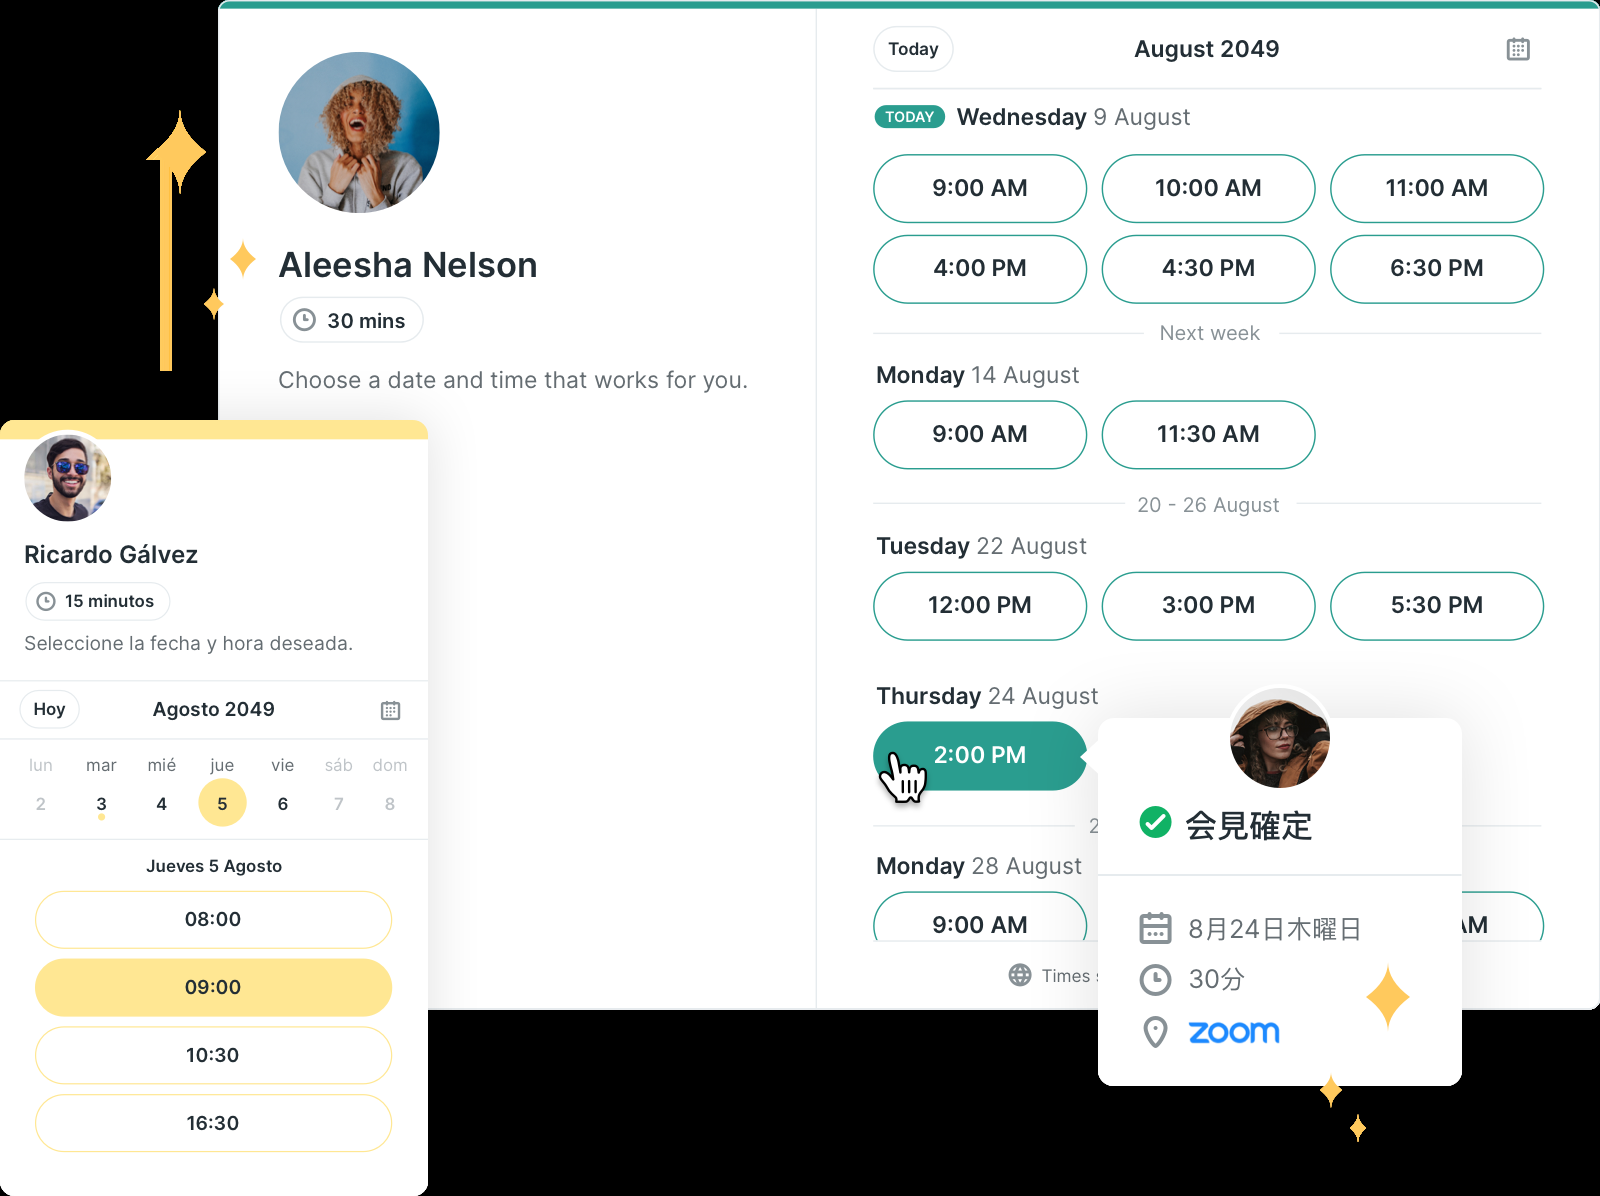 Aleesha Nelson
30 mins
Choose a date and time that works for you.
Today
August 2049
TODAY Wednesday 9 August
9:00 AM 10:00 AM 11:00 AM
4:00 PM 4:30 PM 6:30 PM
Next week
Monday 14 August
9:00 AM 11:30 AM
20 - 26 August
Tuesday 22 August
12:00 PM 3:00 PM 5:30 PM
Thursday 24 August
2:00 PM
2
Monday 28 August
9:00 AM AM
Times
Ricardo Gálvez
15 minutos
Seleccione la fecha y hora deseada.
Hoy
Agosto 2049
lun mar mié jue vie sáb dom
2 3 4 5 6 7 8
Jueves 5 Agosto
08:00
09:00
10:30
16:30
会見確定
8月24日木曜日
30分
zoom